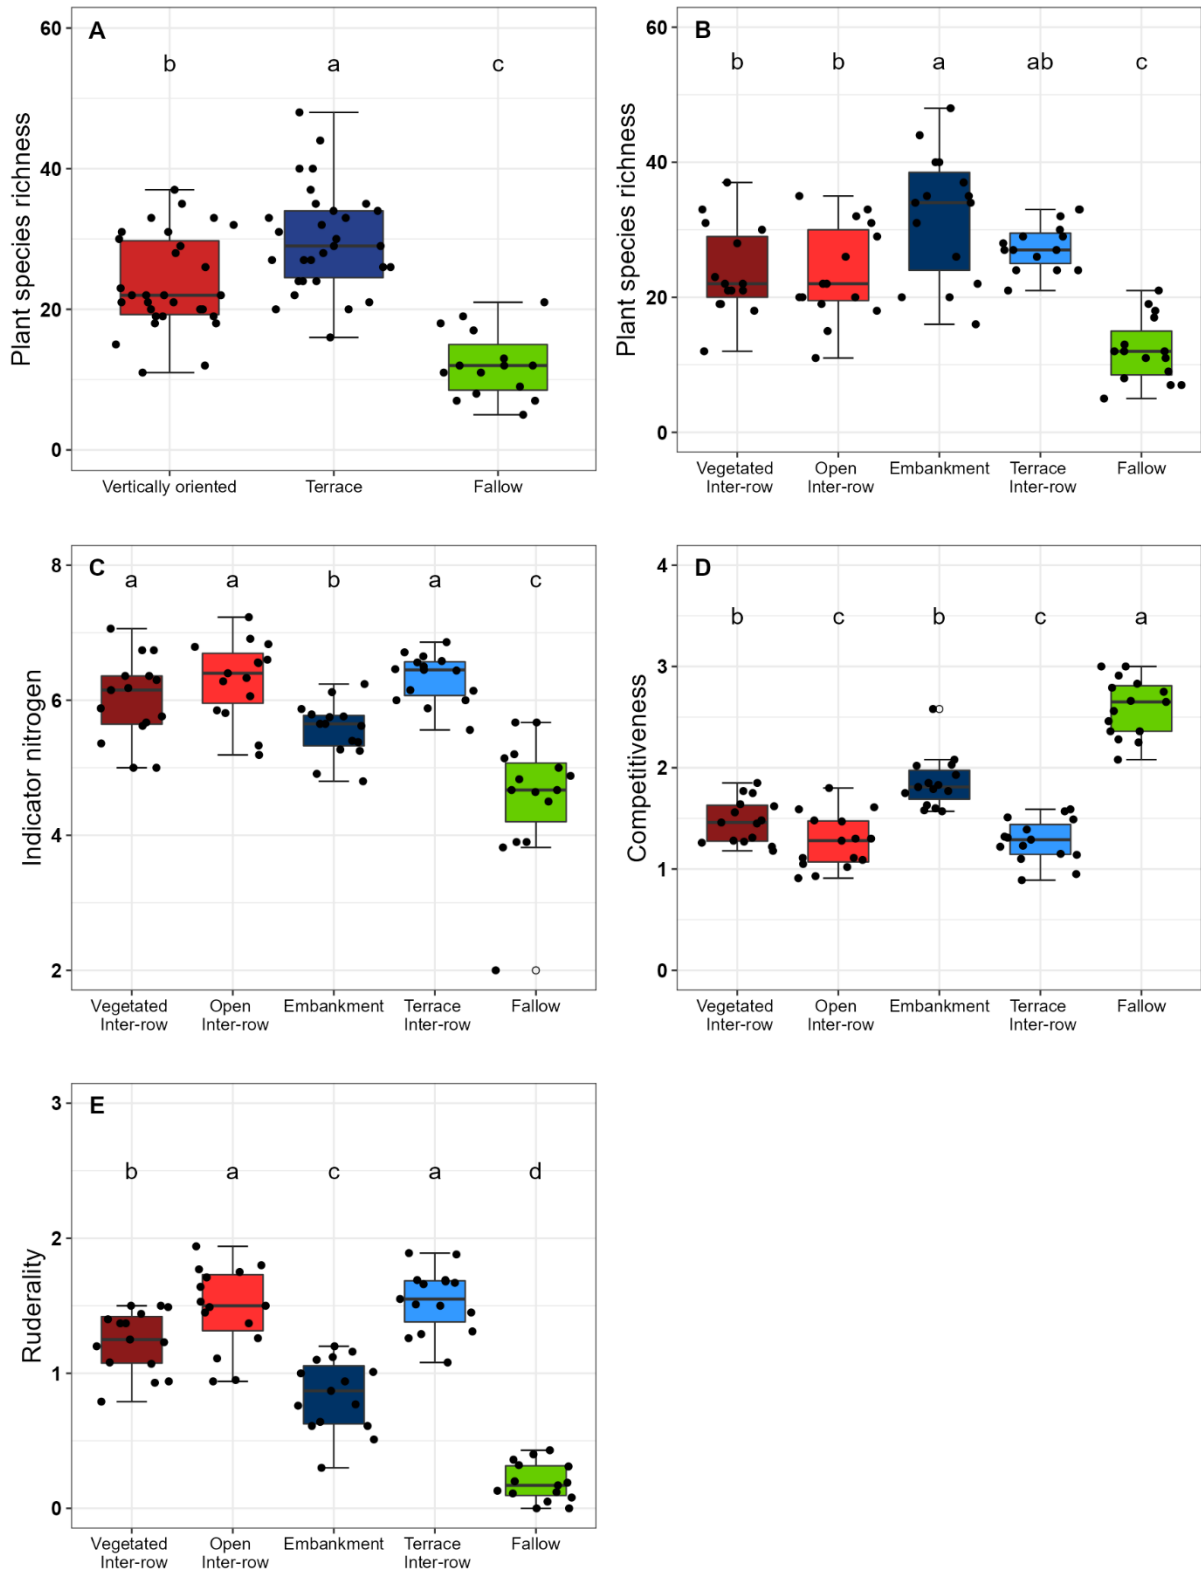 A
60
b
a
c
40
20
0
Plant species richness
Vertically oriented
Terrace
Fallow
B
60
b
b
a
ab
c
40
20
0
Plant species richness
Vegetated
Inter-row
Open
Inter-row
Embankment
Terrace
Inter-row
Fallow
C
8
a
a
b
a
c
6
4
2
Indicator nitrogen
Vegetated
Inter-row
Open
Inter-row
Embankment
Terrace
Inter-row
Fallow
D
4
b
c
b
c
a
3
2
1
0
Competitiveness
Vegetated
Inter-row
Open
Inter-row
Embankment
Terrace
Inter-row
Fallow
E
3
b
a
c
a
d
2
1
0
Ruderality
Vegetated
Inter-row
Open
Inter-row
Embankment
Terrace
Inter-row
Fallow